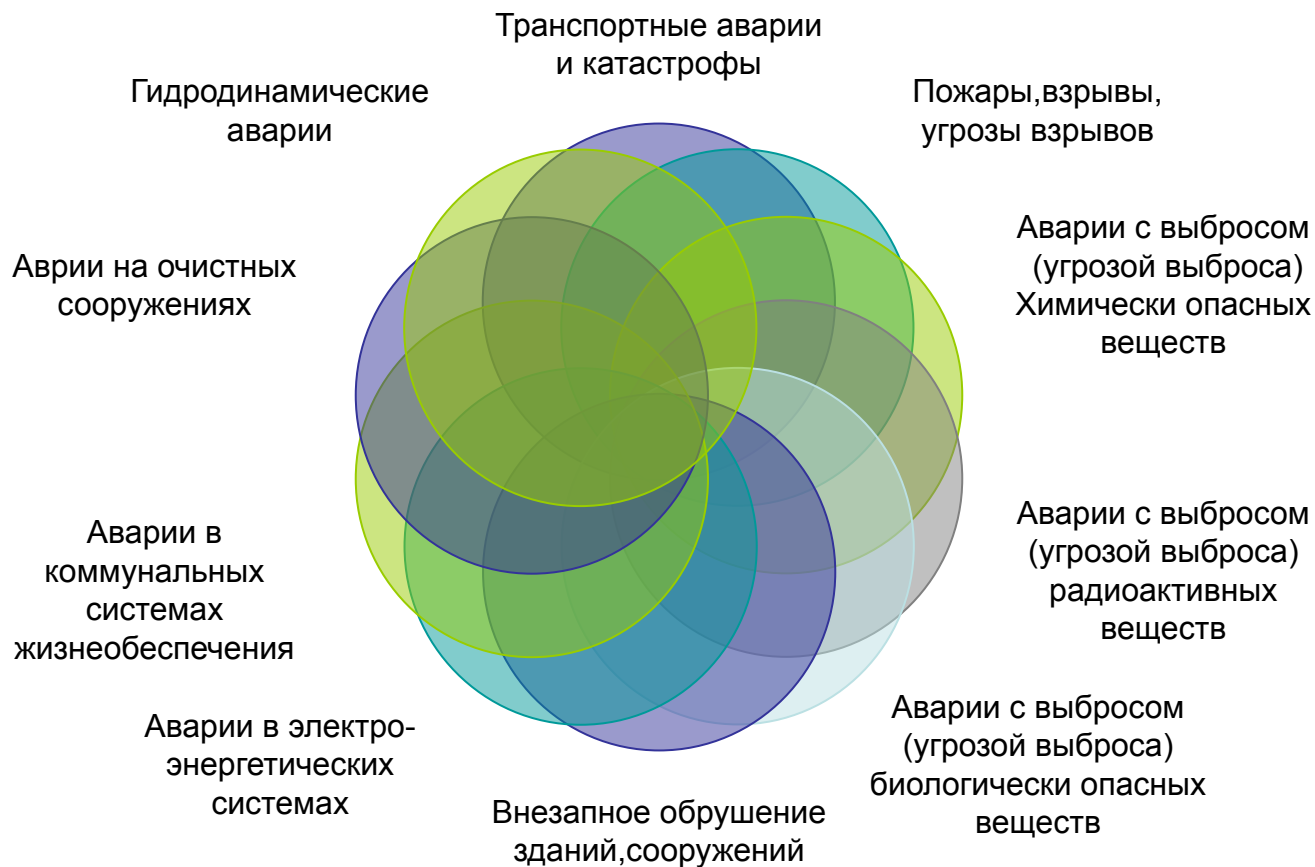 Транспортные аварии
и катастрофы
Пожары,взрывы,
угрозы взрывов
Аварии с выбросом
(угрозой выброса)
Химически опасных
веществ
Аварии с выбросом
(угрозой выброса)
радиоактивных
веществ
Аварии с выбросом
(угрозой выброса)
биологически опасных
веществ
Внезапное обрушение
зданий,сооружений
Аварии в электро-
энергетических
системах
Аварии в
коммунальных
системах
жизнеобеспечения
Аврии на очистных
сооружениях
Гидродинамические
аварии